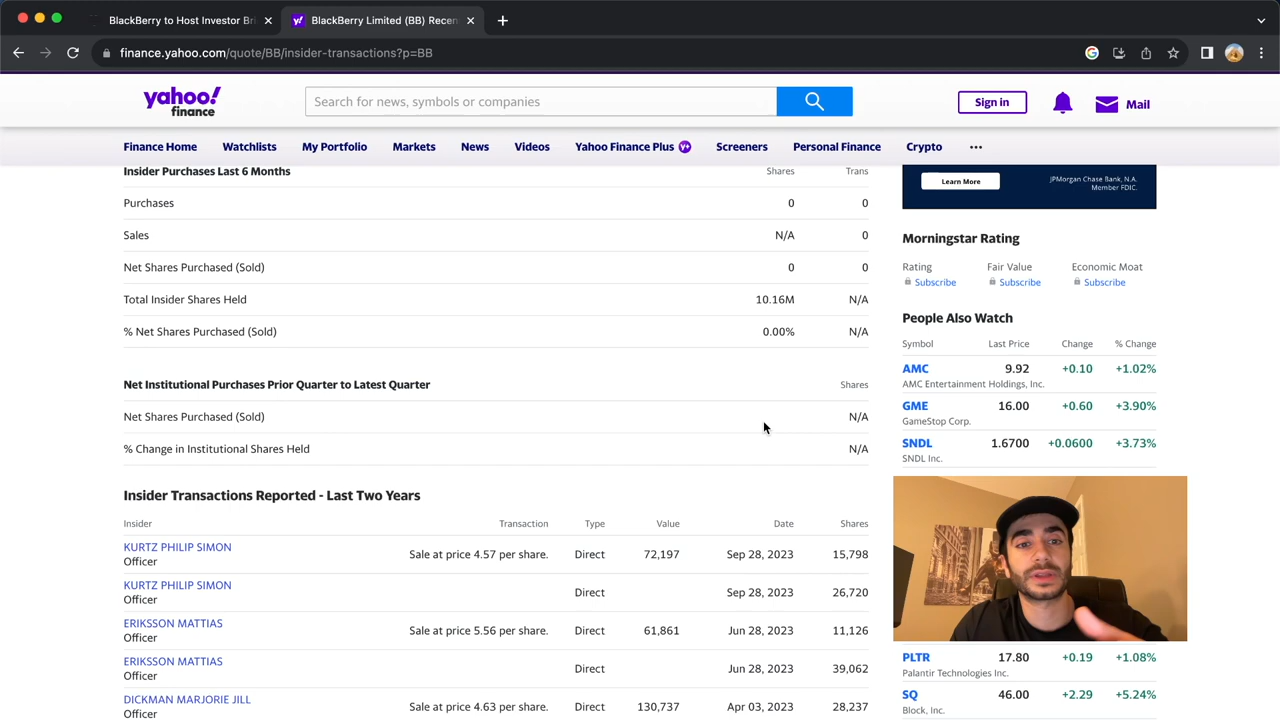 BlackBerry to Host Investor Bri
BlackBerry Limited (BB) Recen
finance.yahoo.com/quote/BB/insider-transactions?p=BB
yahoo!
finance
Search for news, symbols or companies
Sign in
Mail
Finance Home
Watchlists
My Portfolio
Markets
News
Videos
Yahoo Finance Plus
Screeners
Personal Finance
Crypto
...
Insider Purchases Last 6 Months Shares Trans
Purchases 0 0
Sales N/A 0
Net Shares Purchased (Sold) 0 0
Total Insider Shares Held 10.16M N/A
% Net Shares Purchased (Sold) 0.00% N/A
Net Institutional Purchases Prior Quarter to Latest Quarter Shares
Net Shares Purchased (Sold) N/A
% Change in Institutional Shares Held N/A
Insider Transactions Reported - Last Two Years
Insider Transaction Type Value Date Shares
KURTZ PHILIP SIMON
Officer
Sale at price 4.57 per share. Direct 72,197 Sep 28, 2023 15,798
KURTZ PHILIP SIMON
Officer
Direct Sep 28, 2023 26,720
ERIKSSON MATTIAS
Officer
Sale at price 5.56 per share. Direct 61,861 Jun 28, 2023 11,126
ERIKSSON MATTIAS
Officer
Direct Jun 28, 2023 39,062
DICKMAN MARJORIE JILL
Officer
Sale at price 4.63 per share. Direct 130,737 Apr 03, 2023 28,237
Learn More
JPMorgan Chase Bank, N.A.
Member FDIC.
Morningstar Rating
Rating Fair Value Economic Moat
Subscribe Subscribe Subscribe
People Also Watch
Symbol Last Price Change % Change
AMC 9.92 +0.10 +1.02%
AMC Entertainment Holdings, Inc.
GME 16.00 +0.60 +3.90%
GameStop Corp.
SNDL 1.6700 +0.0600 +3.73%
SNDL Inc.
PLTR 17.80 +0.19 +1.08%
Palantir Technologies Inc.
SQ 46.00 +2.29 +5.24%
Block, Inc.